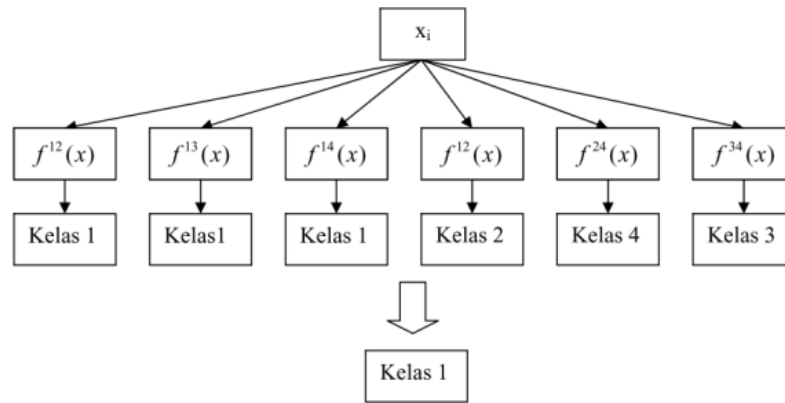 xᵢ
f¹²(x) f¹³(x) f¹⁴(x) f¹²(x) f²⁴(x) f³⁴(x)
Kelas 1 Kelas1 Kelas 1 Kelas 2 Kelas 4 Kelas 3
Kelas 1